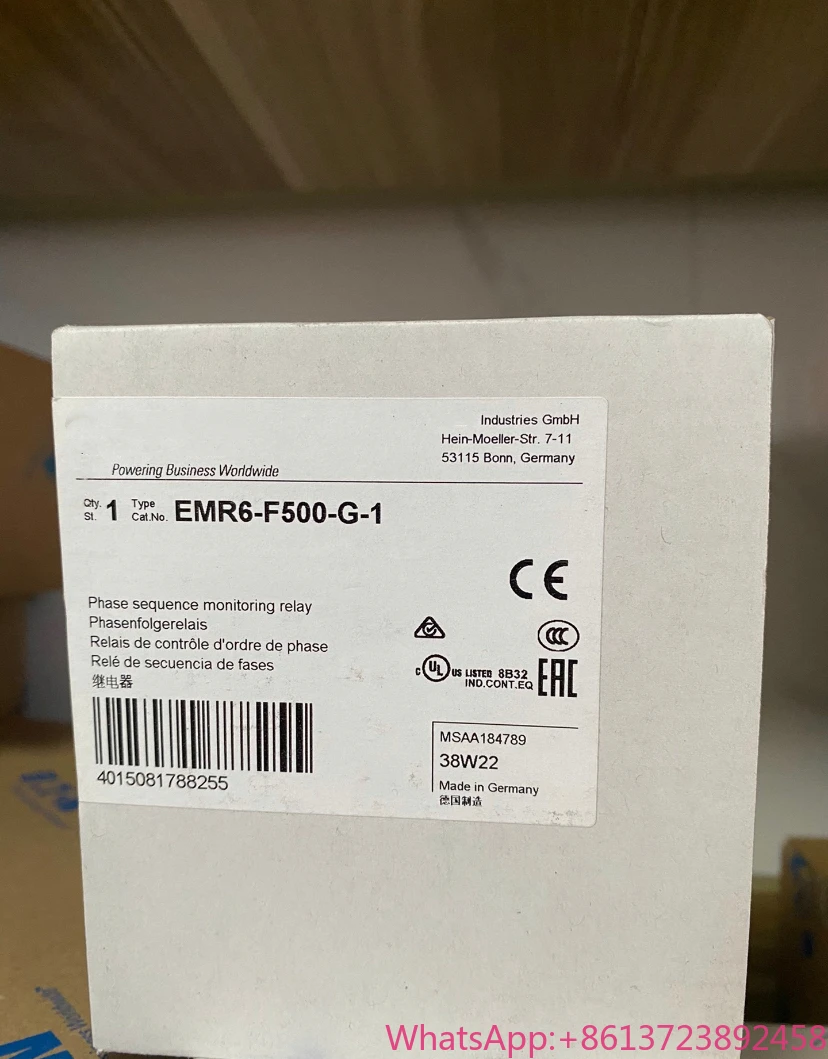 Industries GmbH
Hein-Moeller-Str. 7-11
53115 Bonn, Germany
Powering Business Worldwide
Qty. 1 Type EMR6-F500-G-1
St. Cat.No.
CE
Phase sequence monitoring relay
Phasenfolgerelais
Relais de contrôle d'ordre de phase
Relé de secuencia de fases
继电器
CCC
c UL US LISTED 8B32
IND.CONT.EQ
EAC
4015081788255
MSAA184789
38W22
Made in Germany
德国制造
WhatsApp:+8613723892458